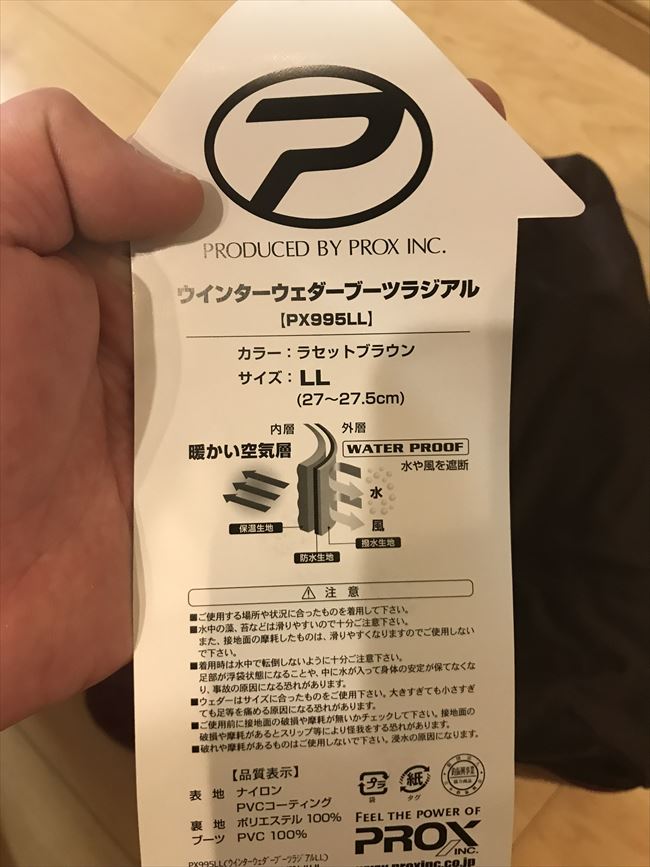 P
PRODUCED BY PROX INC.
ウインターウェダーブーツラジアル
【PX995LL】
カラー：ラセットブラウン
サイズ：LL
(27～27.5cm)
内層 外層
暖かい空気層 WATER PROOF
水や風を遮断
水
風
保温生地
撥水生地
防水生地
⚠ 注意
■ご使用する場所や状況に合ったものを着用して下さい。
■水中の藻、苔などは滑りやすいので十分ご注意下さい。
また、接地面の摩耗したものは、滑りやすくなりますのでご使用しない
で下さい。
■着用時は水中で転倒しないように十分ご注意下さい。
足部が浮袋状態になることや、中に水が入って身体の安定が保てなくな
り、事故の原因になる恐れがあります。
■ウェダーはサイズに合ったものをご使用下さい。大きすぎても小さすぎ
ても足等を痛める原因になる恐れがあります。
■ご使用前に接地面の破損や摩耗が無いかチェックして下さい。接地面の
破損や摩耗があるとスリップ等により怪我をする恐れがあります。
■破れや摩耗があるものはご使用しないで下さい。浸水の原因になります。
【品質表示】
表地 ナイロン
PVCコーティング
裏地 ポリエステル 100%
ブーツ PVC 100%
プラ
袋
紙
タグ
FEEL THE POWER OF
PROX INC.
www.proxinc.co.jp
PX995LL(ウインターウェダーブーツラジアルLL)